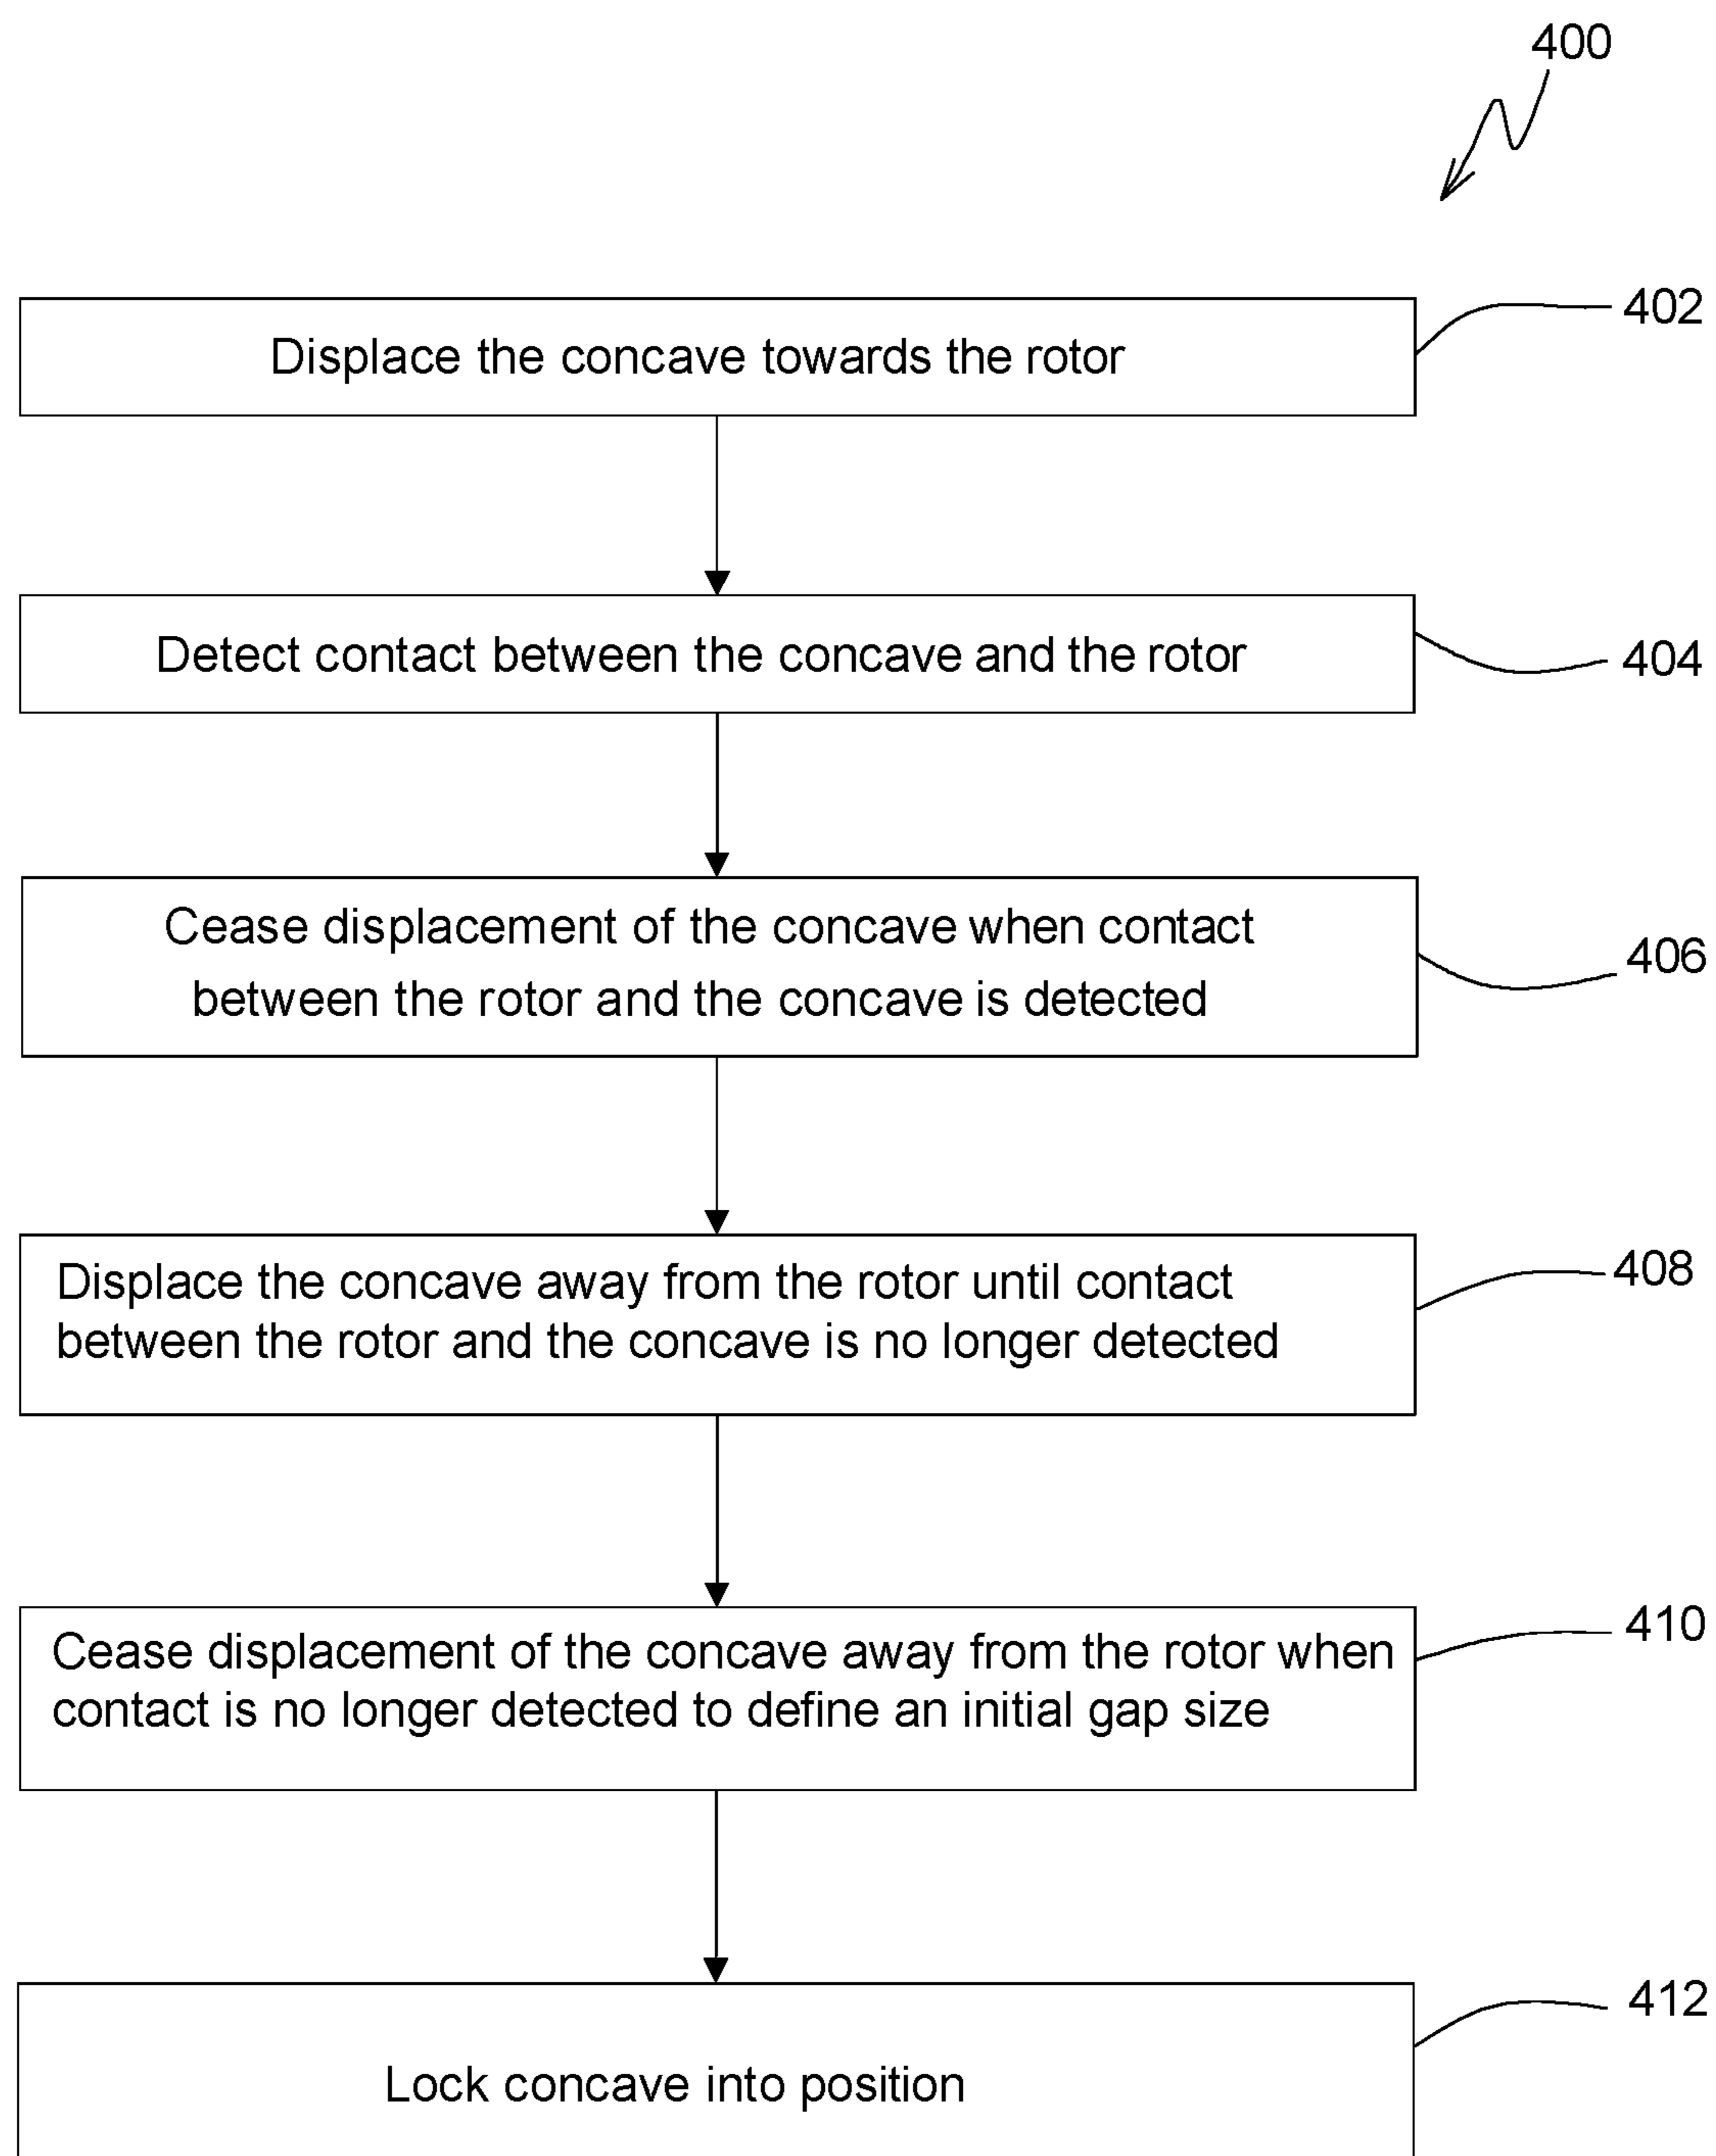 400
Displace the concave towards the rotor
402
Detect contact between the concave and the rotor
404
Cease displacement of the concave when contact
between the rotor and the concave is detected
406
Displace the concave away from the rotor until contact
between the rotor and the concave is no longer detected
408
Cease displacement of the concave away from the rotor when
contact is no longer detected to define an initial gap size
410
Lock concave into position
412